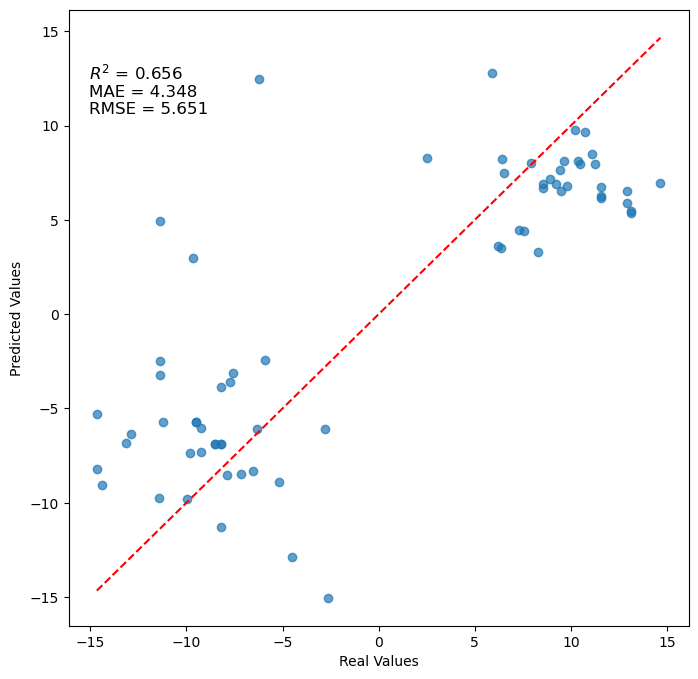 15
10
5
0
−5
−10
−15
Predicted Values
R² = 0.656
MAE = 4.348
RMSE = 5.651
−15 −10 −5 0 5 10 15
Real Values